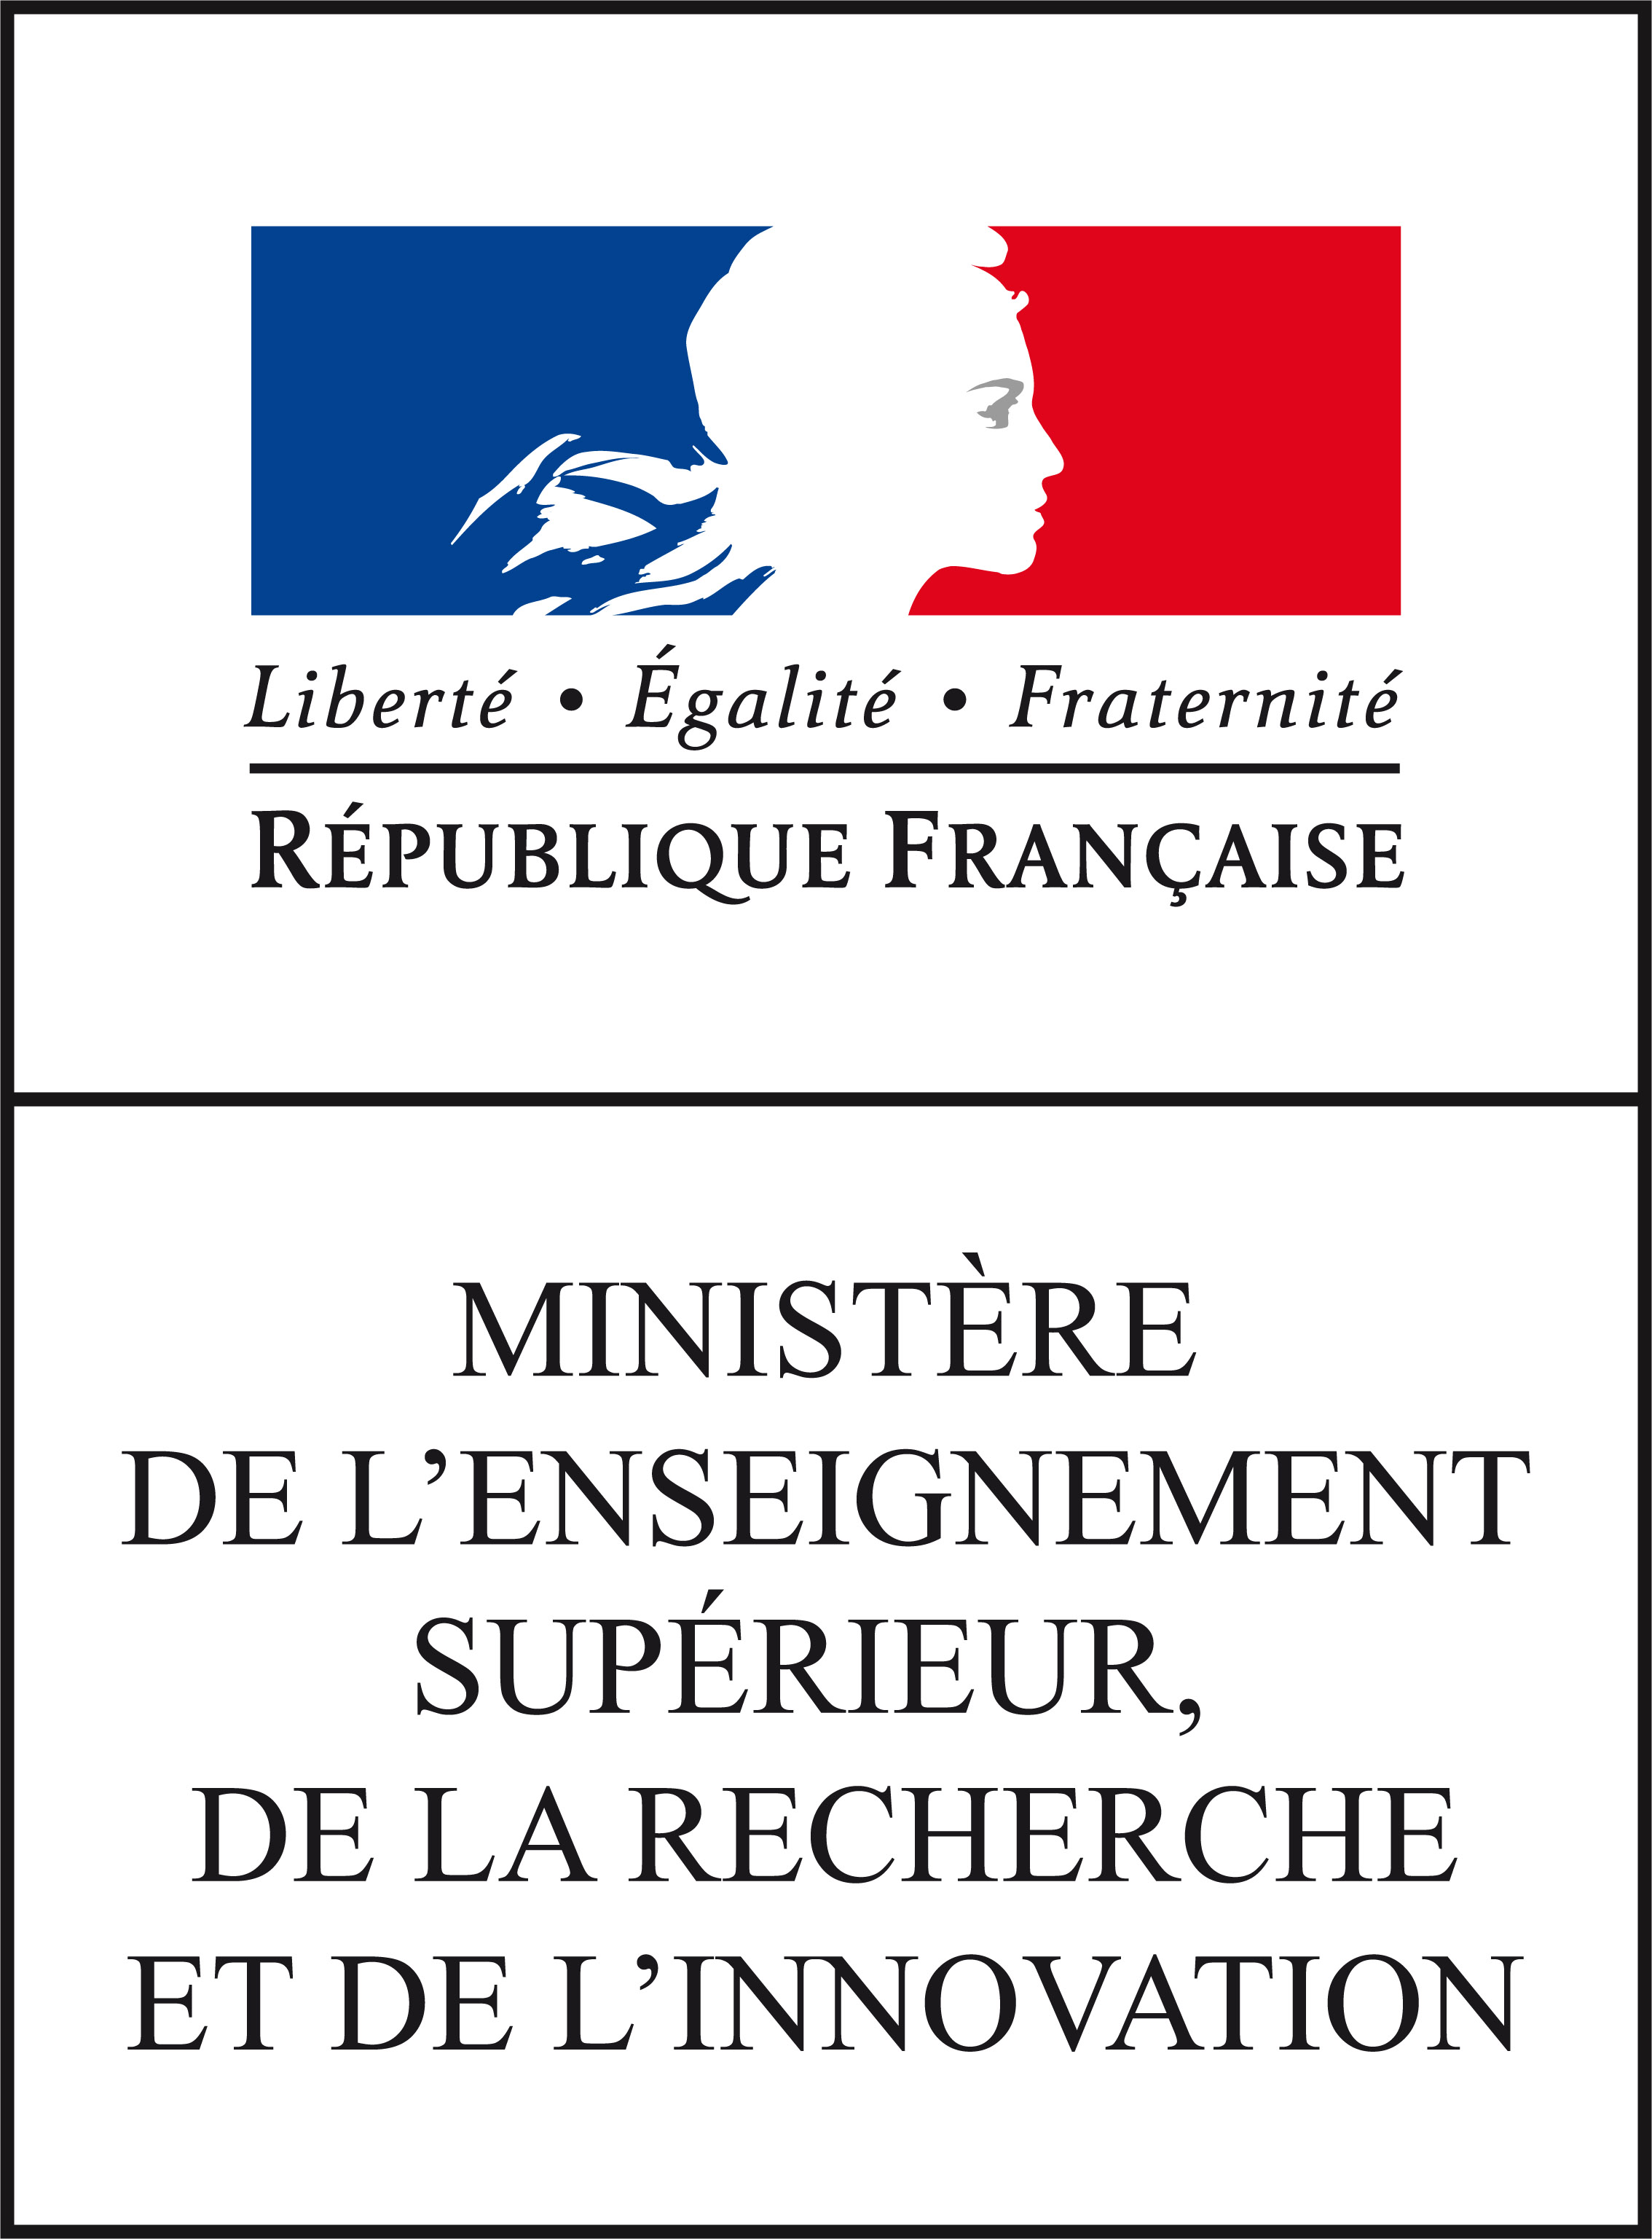 Liberté • Égalité • Fraternité
RÉPUBLIQUE FRANÇAISE
MINISTÈRE
DE L’ENSEIGNEMENT
SUPÉRIEUR,
DE LA RECHERCHE
ET DE L’INNOVATION